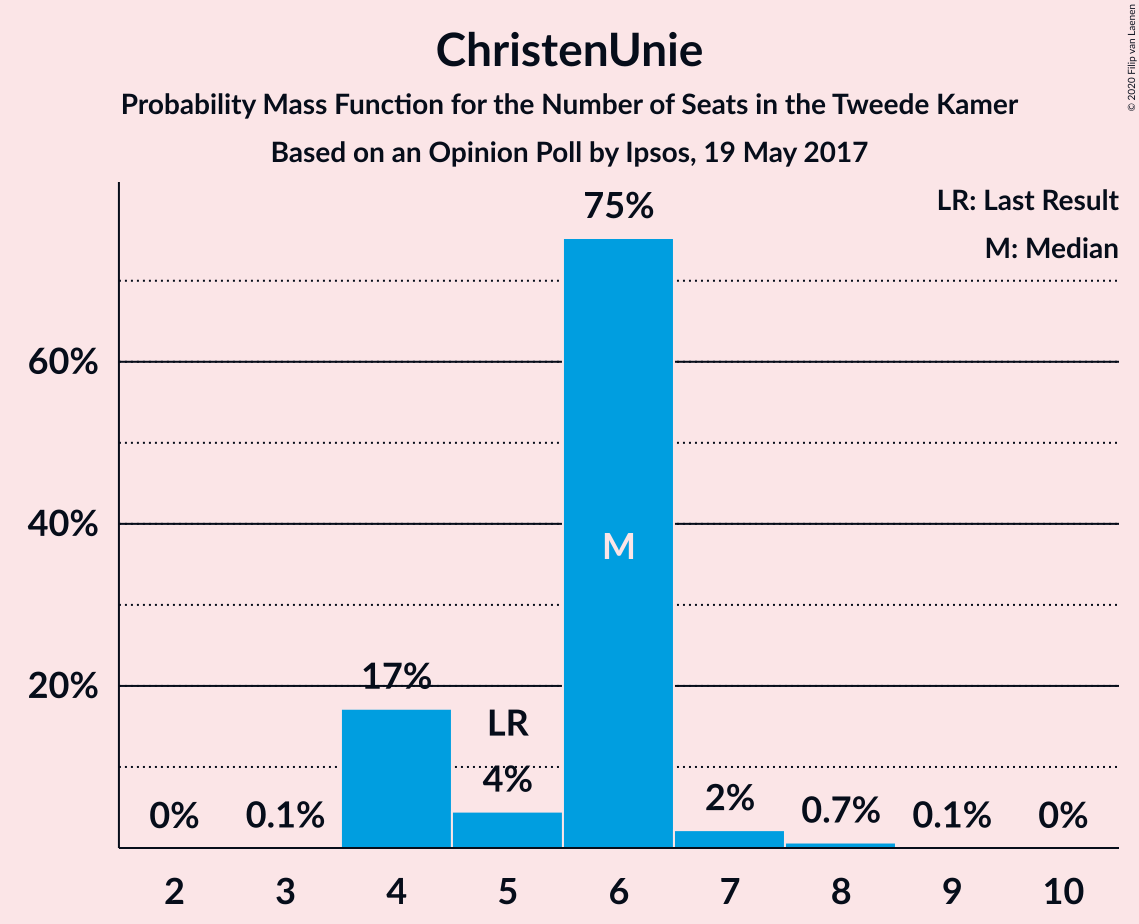 ChristenUnie
Probability Mass Function for the Number of Seats in the Tweede Kamer
Based on an Opinion Poll by Ipsos, 19 May 2017
© 2020 Filip van Laenen
LR: Last Result
M: Median
75%
60%
40%
M
20%
17%
LR
4%
0%
0.1%
2%
0.7%
0.1%
0%
2 3 4 5 6 7 8 9 10